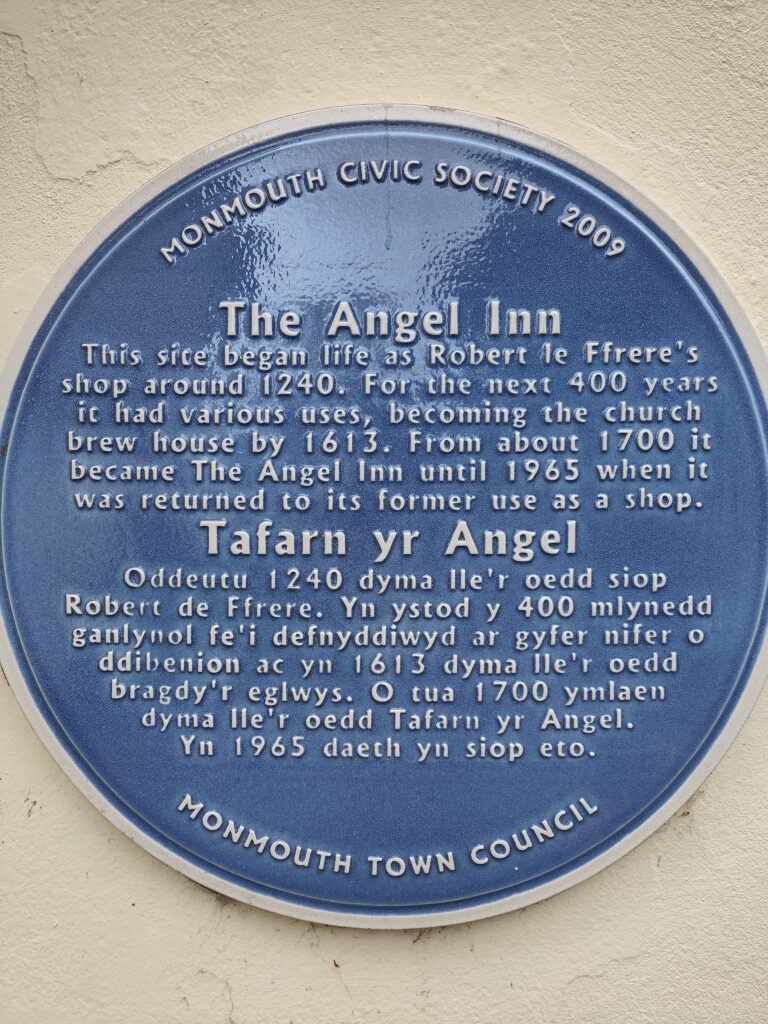 MONMOUTH CIVIC SOCIETY 2009
The Angel Inn
This site began life as Robert le Ffrere's
shop around 1240. For the next 400 years
it had various uses, becoming the church
brew house by 1613. From about 1700 it
became The Angel Inn until 1965 when it
was returned to its former use as a shop.
Tafarn yr Angel
Oddeutu 1240 dyma lle'r oedd siop
Robert de Ffrere. Yn ystod y 400 mlynedd
ganlynol fe'i defnyddiwyd ar gyfer nifer o
ddibenion ac yn 1613 dyma lle'r oedd
bragdy'r eglwys. O tua 1700 ymlaen
dyma lle'r oedd Tafarn yr Angel.
Yn 1965 daeth yn siop eto.
MONMOUTH TOWN COUNCIL